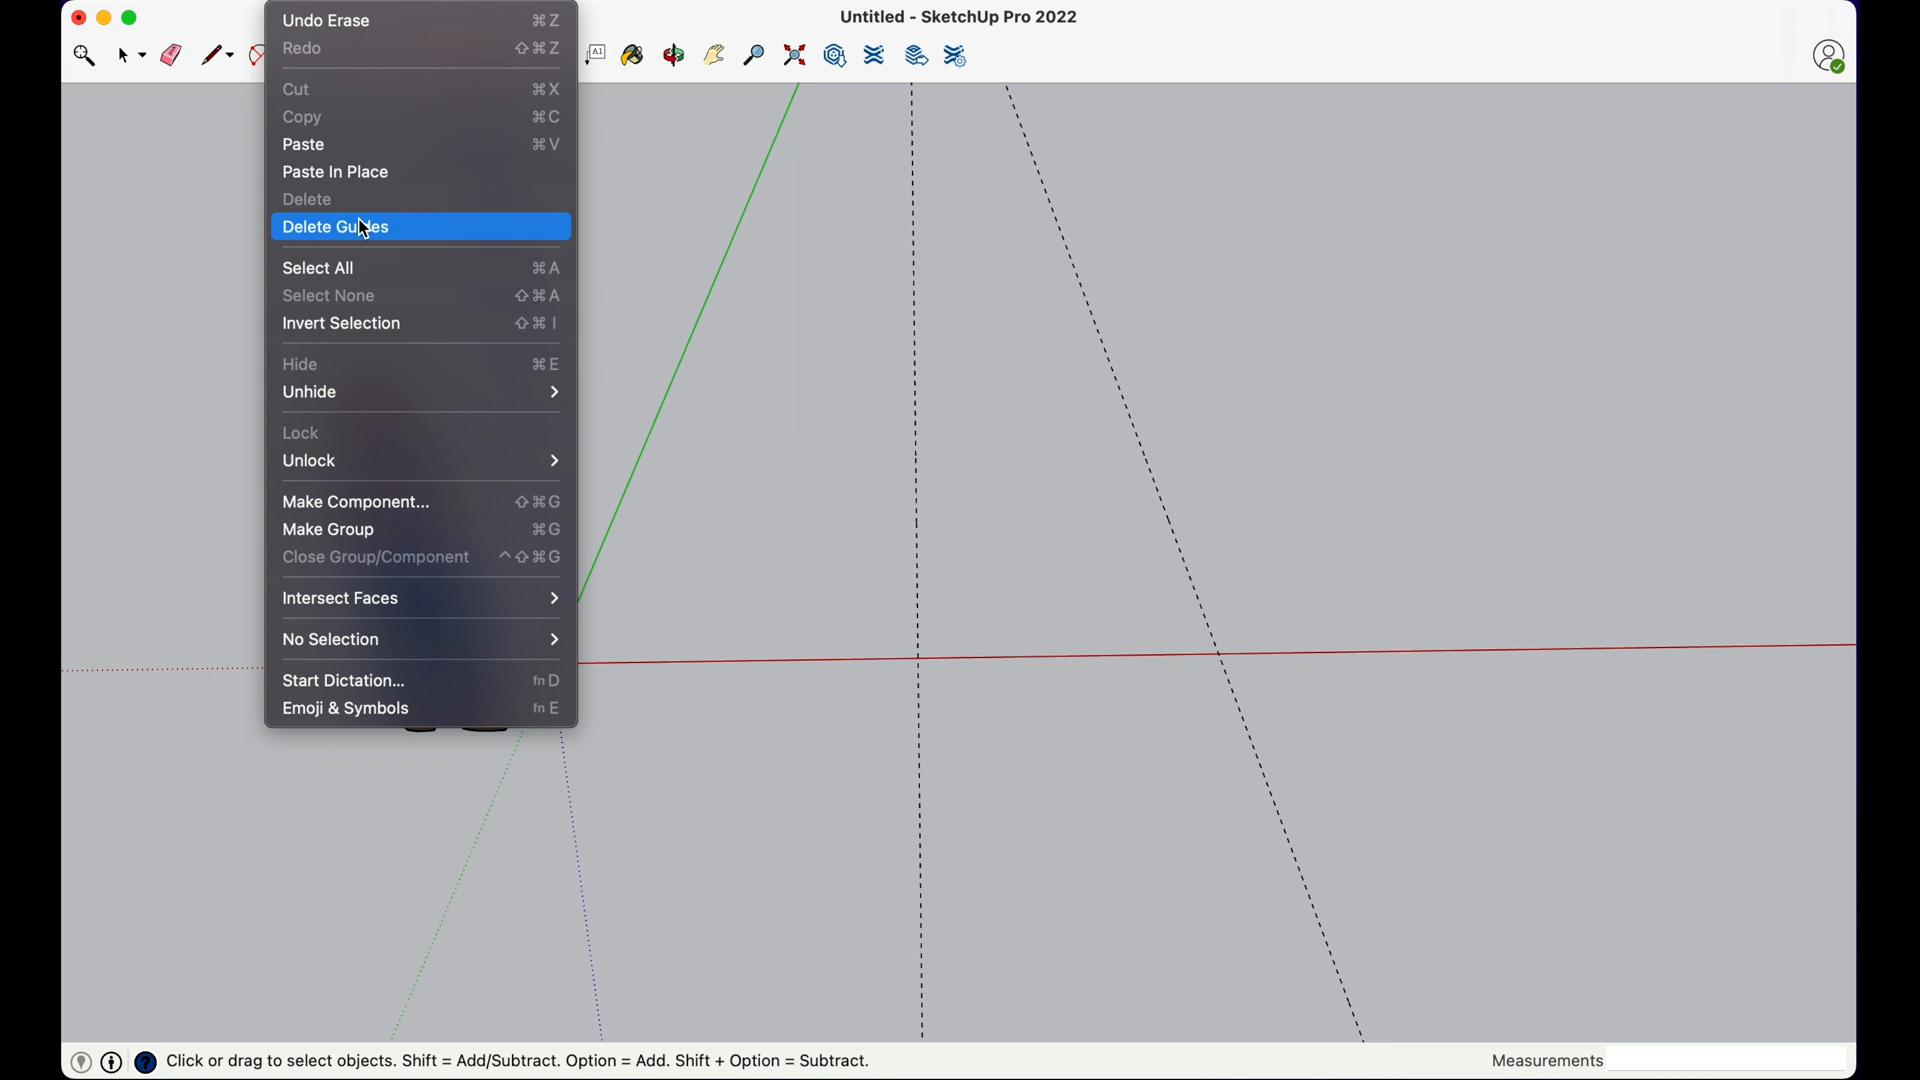 Untitled - SketchUp Pro 2022
A1
Undo Erase ⌘Z
Redo ⇧⌘Z
Cut ⌘X
Copy ⌘C
Paste ⌘V
Paste In Place
Delete
Delete Guides
Select All ⌘A
Select None ⇧⌘A
Invert Selection ⇧⌘I
Hide ⌘E
Unhide
Lock
Unlock
Make Component... ⇧⌘G
Make Group ⌘G
Close Group/Component ^⇧⌘G
Intersect Faces
No Selection
Start Dictation... fn D
Emoji & Symbols fn E
Click or drag to select objects. Shift = Add/Subtract. Option = Add. Shift + Option = Subtract.
Measurements